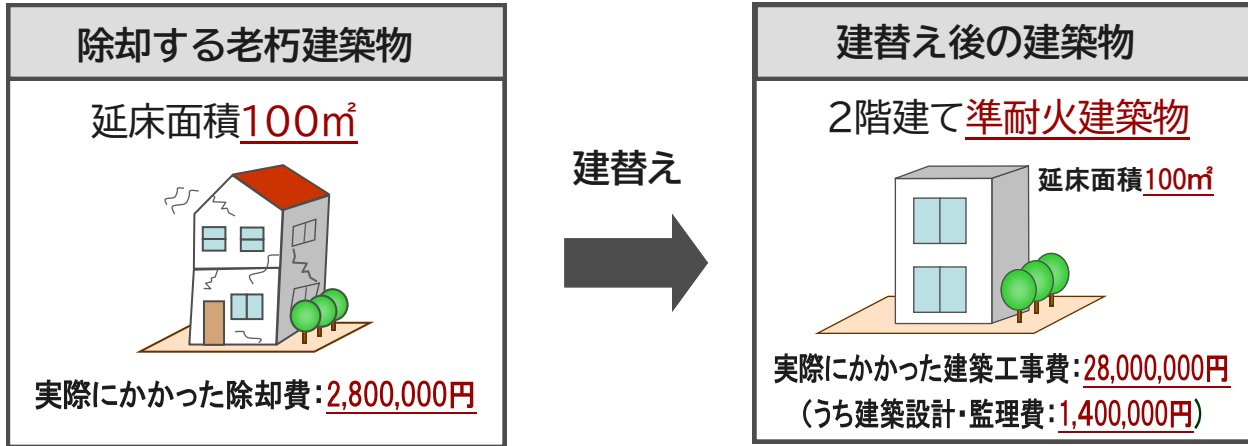 除却する老朽建築物
延床面積100㎡
実際にかかった除却費：2,800,000円
建替え
建替え後の建築物
2階建て準耐火建築物
延床面積100㎡
実際にかかった建築工事費：28,000,000円
（うち建築設計・監理費：1,400,000円）